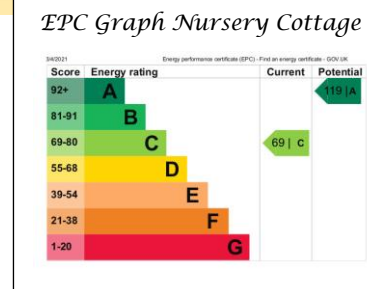 EPC Graph Nursery Cottage
3/4/2021 Energy performance certificate (EPC) - Find an energy certificate - GOV.UK
Score Energy rating Current Potential
92+ A 119 | A
81-91 B
69-80 C 69 | C
55-68 D
39-54 E
21-38 F
1-20 G